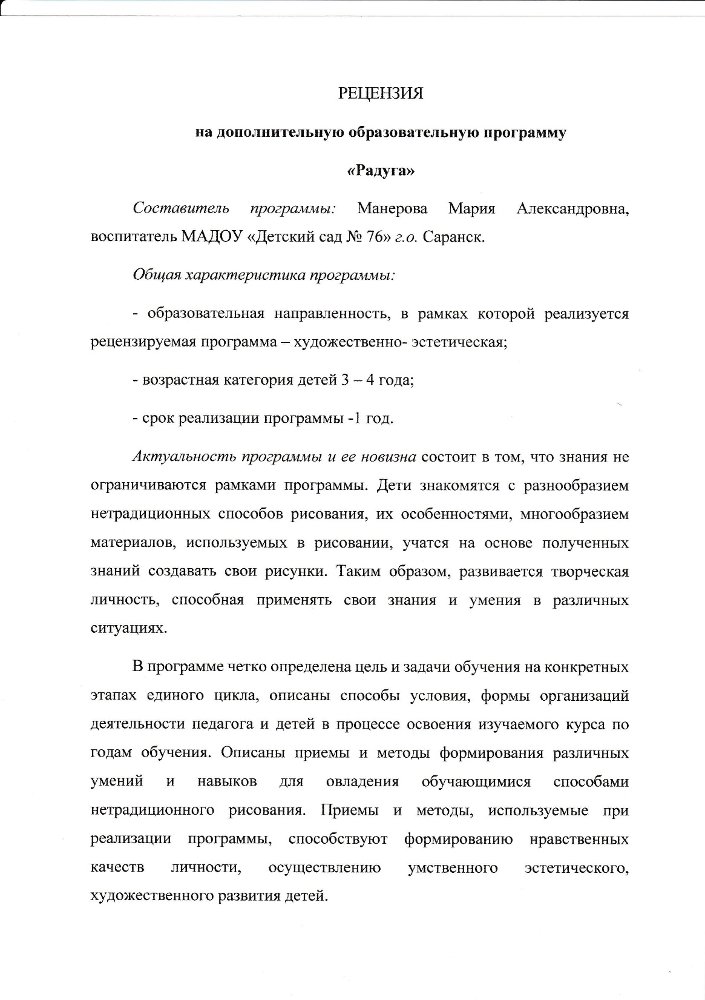 РЕЦЕНЗИЯ
на дополнительную образовательную программу
«Радуга»
Составитель программы: Манерова Мария Александровна,
воспитатель МАДОУ «Детский сад № 76» г.о. Саранск.
Общая характеристика программы:
- образовательная направленность, в рамках которой реализуется
рецензируемая программа – художественно- эстетическая;
- возрастная категория детей 3 – 4 года;
- срок реализации программы -1 год.
Актуальность программы и ее новизна состоит в том, что знания не
ограничиваются рамками программы. Дети знакомятся с разнообразием
нетрадиционных способов рисования, их особенностями, многообразием
материалов, используемых в рисовании, учатся на основе полученных
знаний создавать свои рисунки. Таким образом, развивается творческая
личность, способная применять свои знания и умения в различных
ситуациях.
В программе четко определена цель и задачи обучения на конкретных
этапах единого цикла, описаны способы условия, формы организаций
деятельности педагога и детей в процессе освоения изучаемого курса по
годам обучения. Описаны приемы и методы формирования различных
умений и навыков для овладения обучающимися способами
нетрадиционного рисования. Приемы и методы, используемые при
реализации программы, способствуют формированию нравственных
качеств личности, осуществлению умственного эстетического,
художественного развития детей.